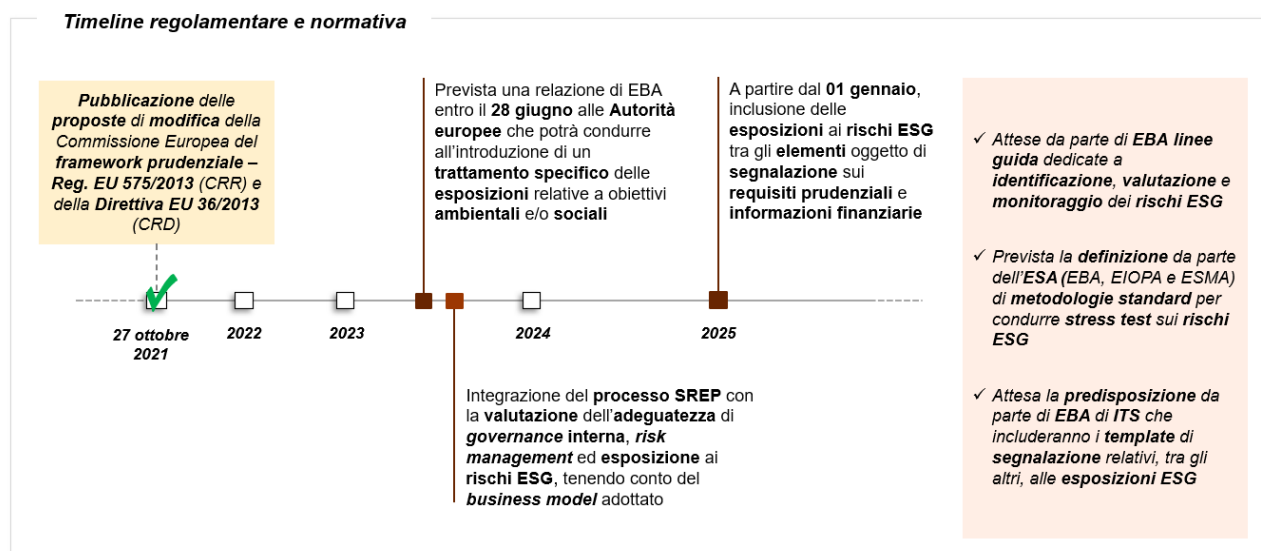 Timeline regolamentare e normativa
Pubblicazione delle
proposte di modifica della
Commissione Europea del
framework prudenziale –
Reg. EU 575/2013 (CRR) e
della Direttiva EU 36/2013
(CRD)
Prevista una relazione di EBA
entro il 28 giugno alle Autorità
europee che potrà condurre
all’introduzione di un
trattamento specifico delle
esposizioni relative a obiettivi
ambientali e/o sociali
A partire dal 01 gennaio,
inclusione delle
esposizioni ai rischi ESG
tra gli elementi oggetto di
segnalazione sui
requisiti prudenziali e
informazioni finanziarie
27 ottobre
2021
2022
2023
2024
2025
Integrazione del processo SREP con
la valutazione dell’adeguatezza di
governance interna, risk
management ed esposizione ai
rischi ESG, tenendo conto del
business model adottato
✓ Attese da parte di EBA linee
guida dedicate a
identificazione, valutazione e
monitoraggio dei rischi ESG
✓ Prevista la definizione da parte
dell’ESA (EBA, EIOPA e ESMA)
di metodologie standard per
condurre stress test sui rischi
ESG
✓ Attesa la predisposizione da
parte di EBA di ITS che
includeranno i template di
segnalazione relativi, tra gli
altri, alle esposizioni ESG